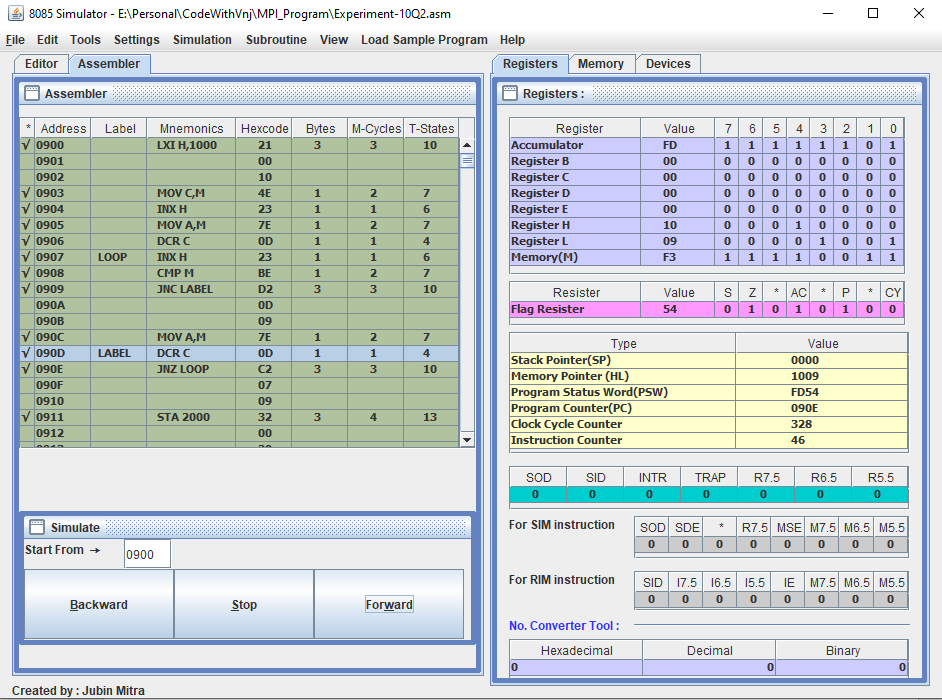 8085 Simulator - E:\Personal\CodeWithVnj\MPI_Program\Experiment-10Q2.asm
File Edit Tools Settings Simulation Subroutine View Load Sample Program Help
Editor Assembler
Assembler
* Address Label Mnemonics Hexcode Bytes M-Cycles T-States
√ 0900 LXI H,1000 21 3 3 10
0901 00
0902 10
√ 0903 MOV C,M 4E 1 2 7
√ 0904 INX H 23 1 1 6
√ 0905 MOV A,M 7E 1 2 7
√ 0906 DCR C 0D 1 1 4
√ 0907 LOOP INX H 23 1 1 6
√ 0908 CMP M BE 1 2 7
√ 0909 JNC LABEL D2 3 3 10
090A 0D
090B 09
√ 090C MOV A,M 7E 1 2 7
√ 090D LABEL DCR C 0D 1 1 4
√ 090E JNZ LOOP C2 3 3 10
090F 07
0910 09
√ 0911 STA 2000 32 3 4 13
0912 00
Simulate
Start From → 0900
Backward Stop Forward
Created by : Jubin Mitra
Registers Memory Devices
Registers :
Register Value 7 6 5 4 3 2 1 0
Accumulator FD 1 1 1 1 1 1 0 1
Register B 00 0 0 0 0 0 0 0 0
Register C 00 0 0 0 0 0 0 0 0
Register D 00 0 0 0 0 0 0 0 0
Register E 00 0 0 0 0 0 0 0 0
Register H 10 0 0 0 1 0 0 0 0
Register L 09 0 0 0 0 1 0 0 1
Memory(M) F3 1 1 1 1 0 0 1 1
Resister Value S Z * AC * P * CY
Flag Resister 54 0 1 0 1 0 1 0 0
Type Value
Stack Pointer(SP) 0000
Memory Pointer (HL) 1009
Program Status Word(PSW) FD54
Program Counter(PC) 090E
Clock Cycle Counter 328
Instruction Counter 46
SOD SID INTR TRAP R7.5 R6.5 R5.5
0 0 0 0 0 0 0
For SIM instruction SOD SDE * R7.5 MSE M7.5 M6.5 M5.5
0 0 0 0 0 0 0 0
For RIM instruction SID I7.5 I6.5 I5.5 IE M7.5 M6.5 M5.5
0 0 0 0 0 0 0 0
No. Converter Tool :
Hexadecimal Decimal Binary
0 0 0